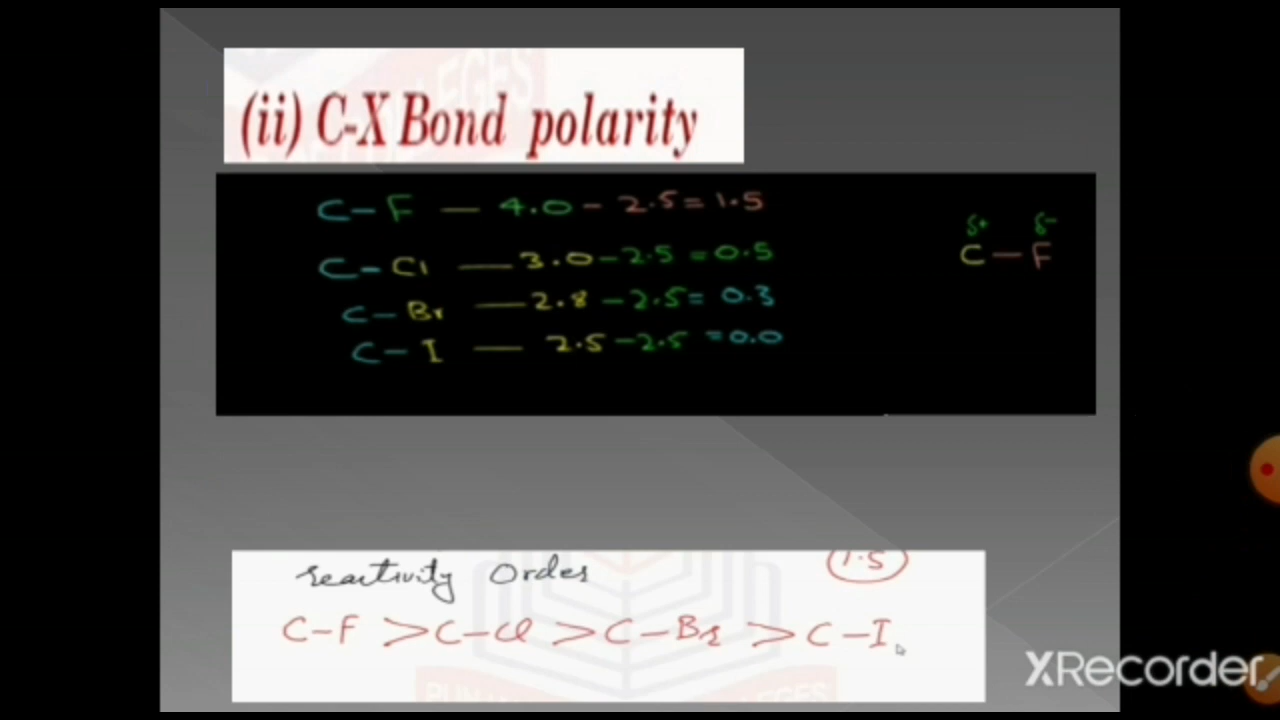 (ii) C-X Bond polarity
C - F — 4.0 - 2.5 = 1.5
δ+ δ-
C - Cl — 3.0 - 2.5 = 0.5
C — F
C - Br — 2.8 - 2.5 = 0.3
C - I — 2.5 - 2.5 = 0.0
1.5
reactivity Order
C-F > C-Cl > C-Br > C-I
XRecorder